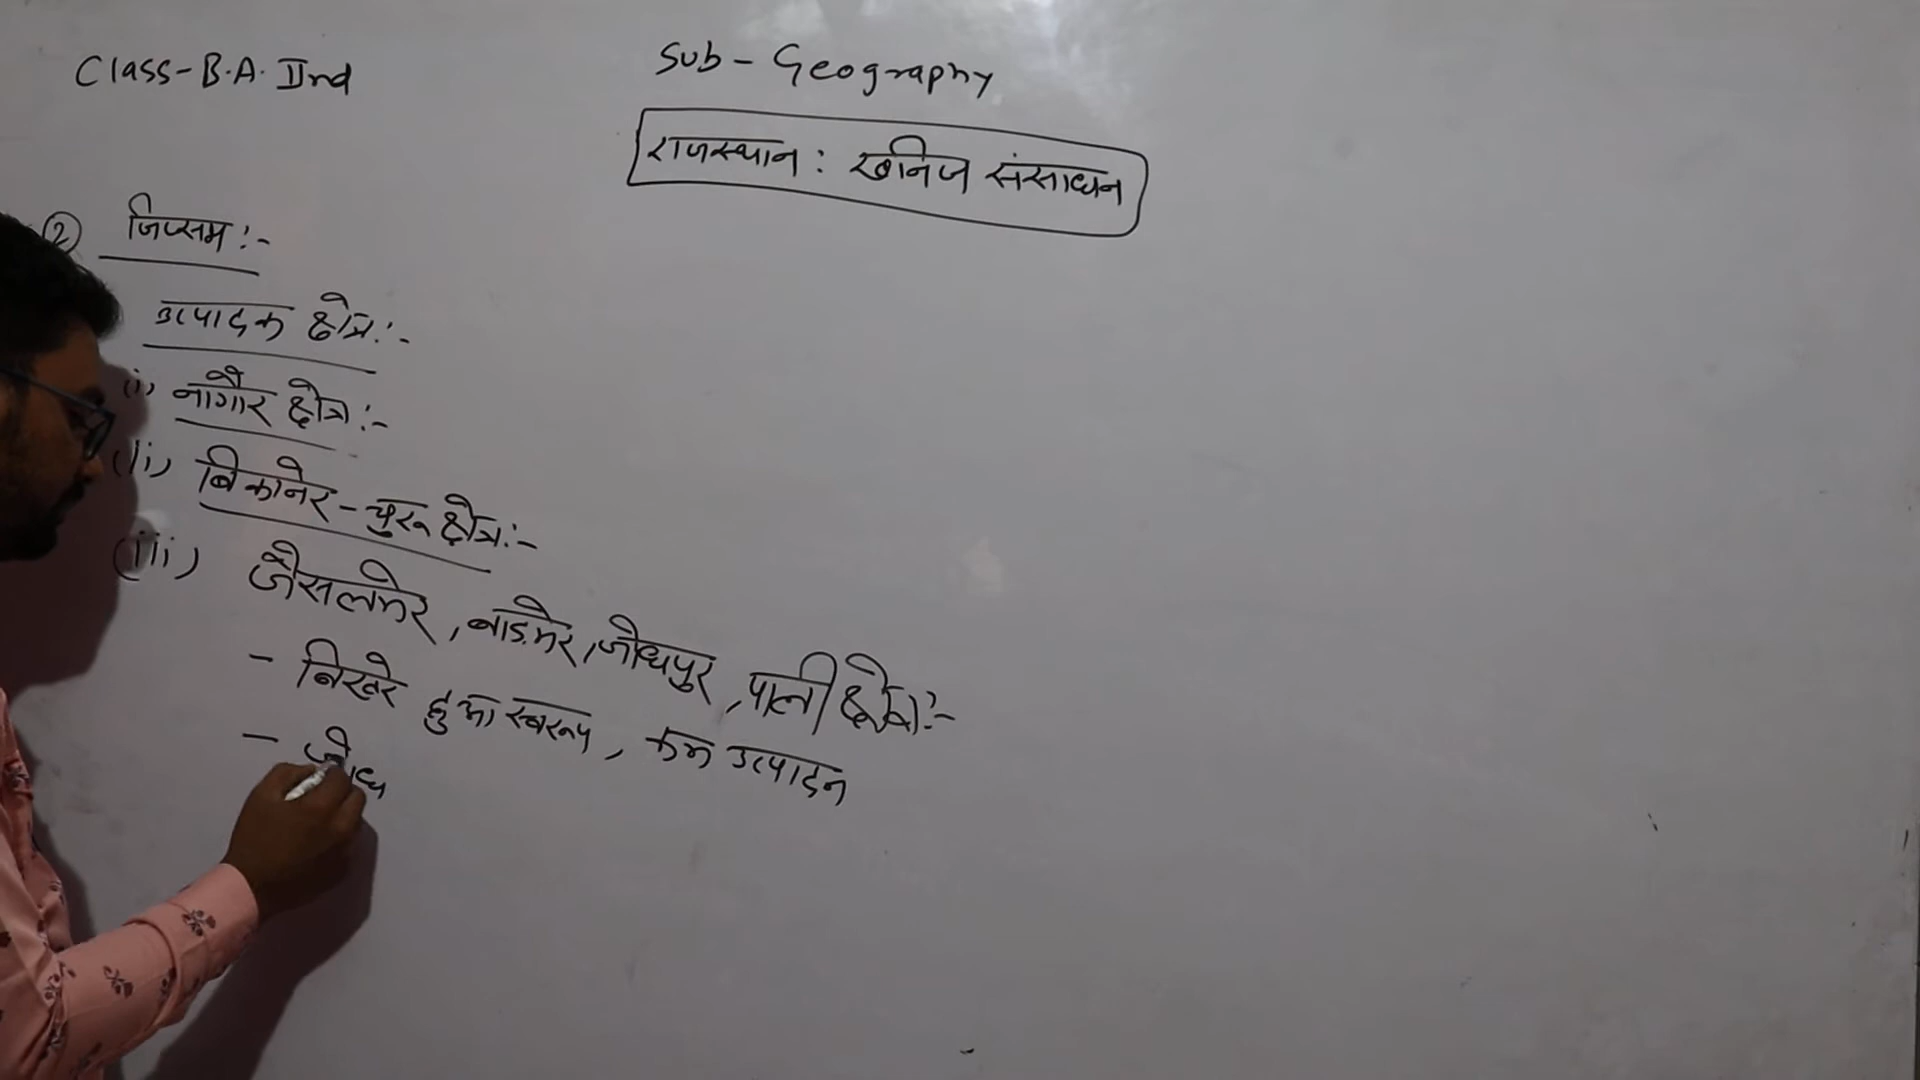 Class-B.A. IInd
Sub - Geography
राजस्थान : खनिज संसाधन
② जिप्सम :-
उत्पादक क्षेत्र :-
(i) नागौर क्षेत्र :-
(ii) बिकानेर - चुरू क्षेत्र :-
(iii) जैसलमेर , बाड़मेर , जोधपुर , पाली क्षेत्र :-
- बिखरे हुआ स्वरूप , कम उत्पादन
- जोध